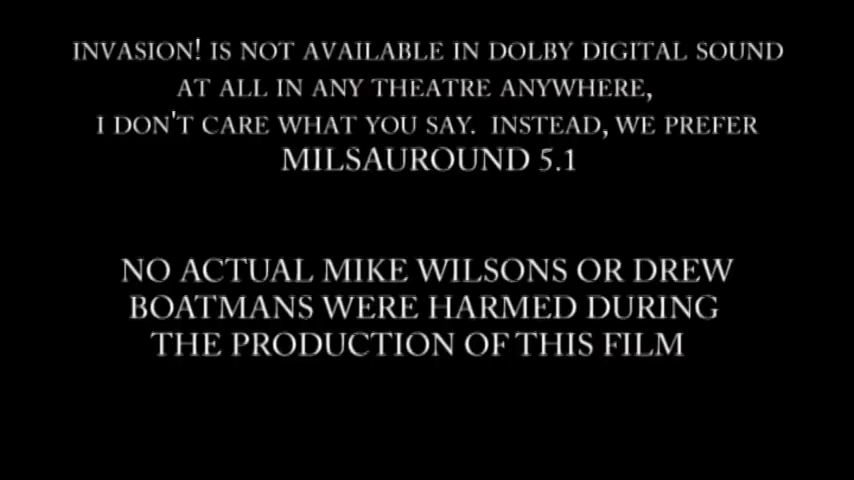 INVASION! IS NOT AVAILABLE IN DOLBY DIGITAL SOUND
AT ALL IN ANY THEATRE ANYWHERE,
I DON'T CARE WHAT YOU SAY. INSTEAD, WE PREFER
MILSAUROUND 5.1
NO ACTUAL MIKE WILSONS OR DREW
BOATMANS WERE HARMED DURING
THE PRODUCTION OF THIS FILM